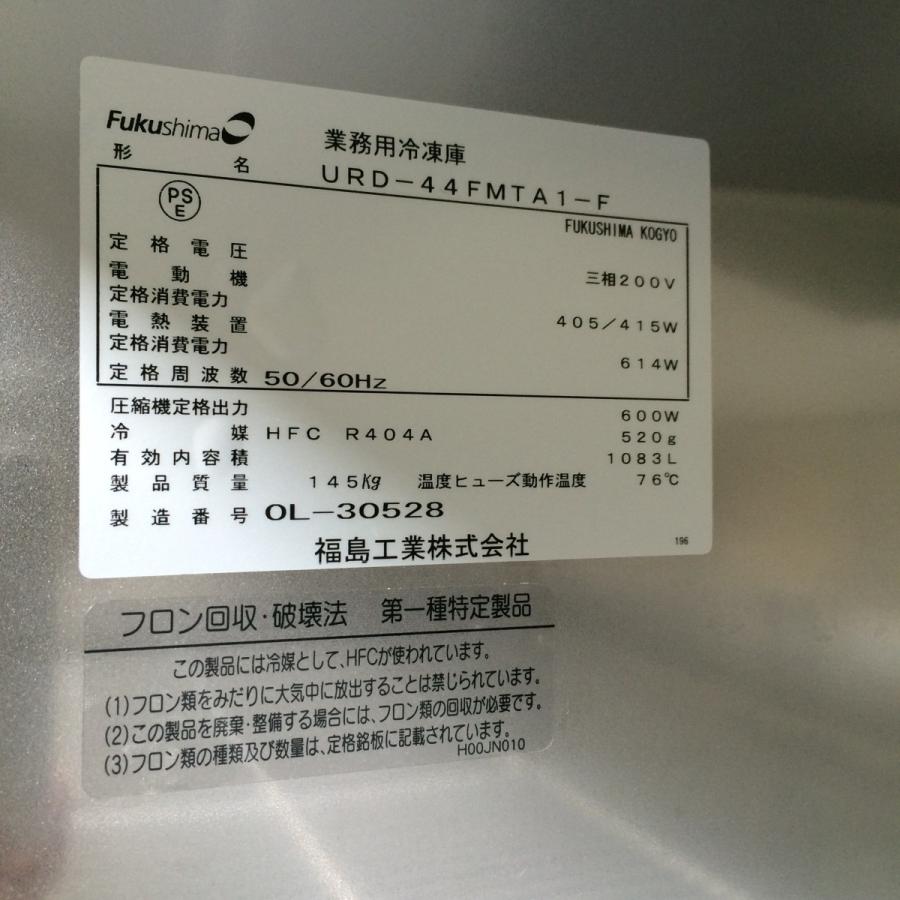 Fukushima
業務用冷凍庫
形名 URD-44FMTA1-F
PS
E
FUKUSHIMA KOGYO
定格電圧 三相200V
電動機
定格消費電力 405/415W
電熱装置
定格消費電力 614W
定格周波数 50/60Hz
圧縮機定格出力 600W
冷媒 HFC R404A 520g
有効内容積 1083L
製品質量 145kg 温度ヒューズ動作温度 76℃
製造番号 OL-30528
福島工業株式会社
196
フロン回収・破壊法 第一種特定製品
この製品には冷媒として、HFCが使われています。
(1)フロン類をみだりに大気中に放出することは禁じられています。
(2)この製品を廃棄・整備する場合には、フロン類の回収が必要です。
(3)フロン類の種類及び数量は、定格銘板に記載されています。
H00JN010